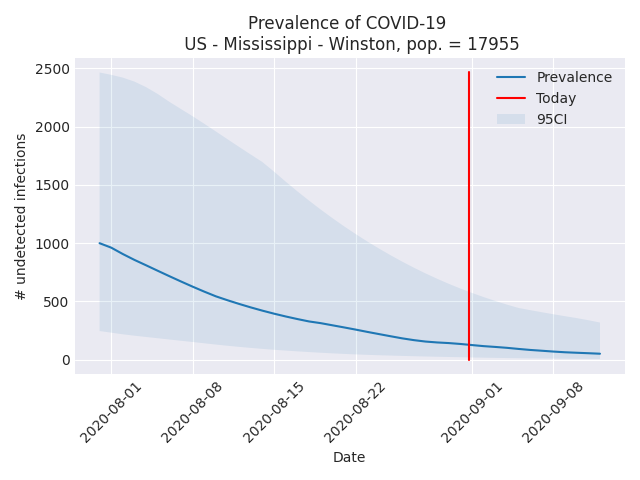 Prevalence of COVID-19
US - Mississippi - Winston, pop. = 17955
2500
2000
1500
1000
500
0
# undetected infections
Prevalence
Today
95CI
2020-08-01
2020-08-08
2020-08-15
2020-08-22
2020-09-01
2020-09-08
Date